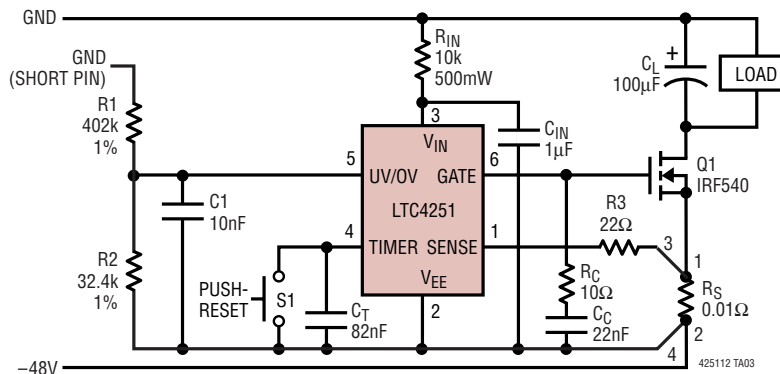 GND
GND
(SHORT PIN)
R1
402k
1%
R2
32.4k
1%
C1
10nF
PUSH-
RESET
S1
CT
82nF
RIN
10k
500mW
3
VIN
CIN
1µF
5
UV/OV
GATE
6
LTC4251
4
TIMER
SENSE
1
VEE
2
RC
10Ω
CC
22nF
R3
22Ω
CL
100µF
+
LOAD
Q1
IRF540
3
1
RS
0.01Ω
2
4
−48V
425112 TA03